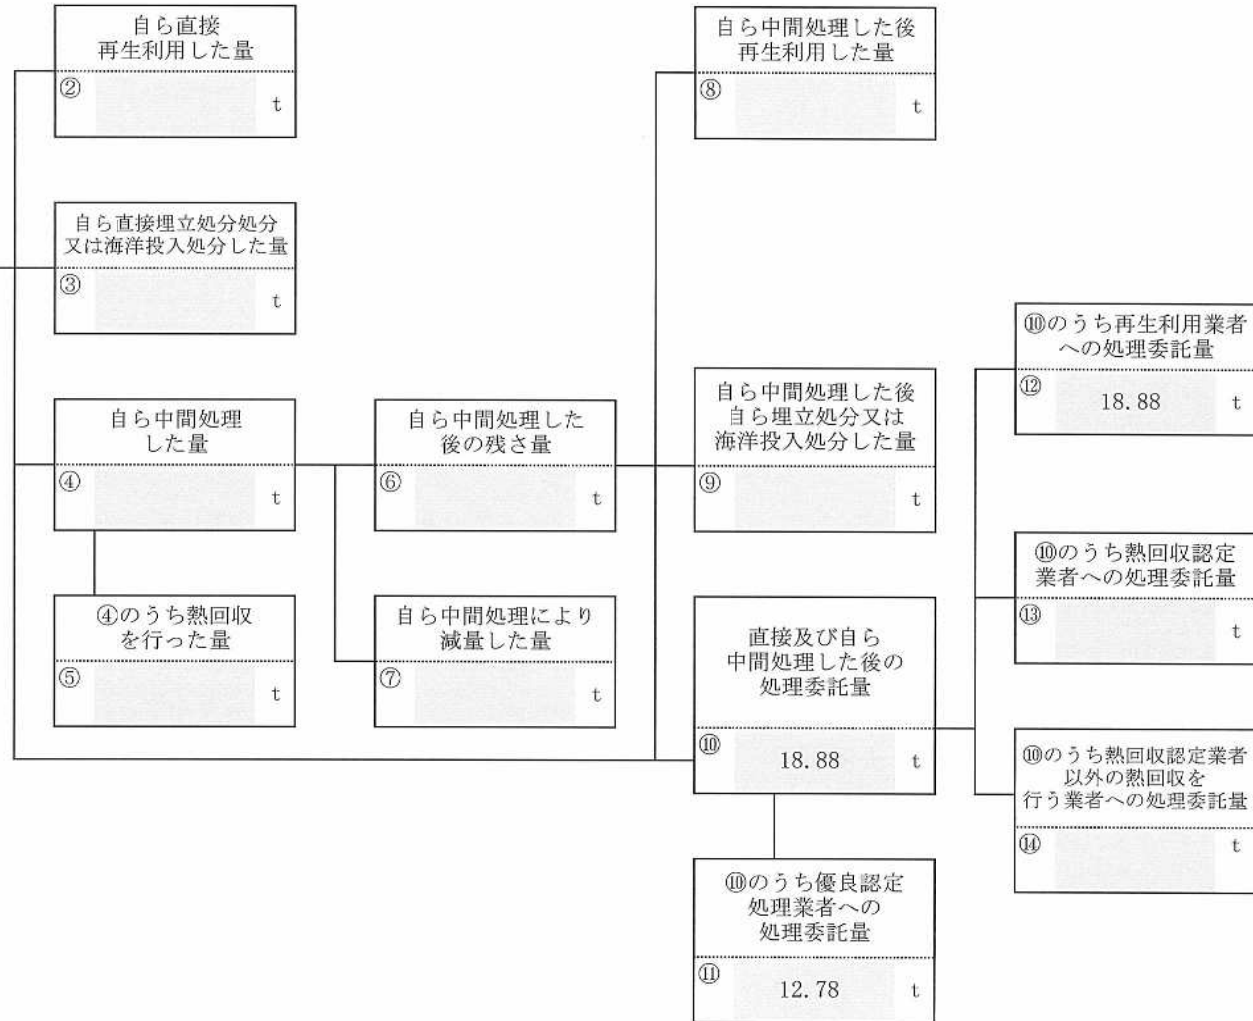 自ら直接
再生利用した量
② t
自ら中間処理した後
再生利用した量
⑧ t
自ら直接埋立処分処分
又は海洋投入処分した量
③ t
自ら中間処理
した量
④ t
自ら中間処理した
後の残さ量
⑥ t
自ら中間処理した後
自ら埋立処分又は
海洋投入処分した量
⑨ t
⑩のうち再生利用業者
への処理委託量
⑫ 18.88 t
④のうち熱回収
を行った量
⑤ t
自ら中間処理により
減量した量
⑦ t
直接及び自ら
中間処理した後の
処理委託量
⑩ 18.88 t
⑩のうち熱回収認定
業者への処理委託量
⑬ t
⑩のうち熱回収認定業者
以外の熱回収を
行う業者への処理委託量
⑭ t
⑩のうち優良認定
処理業者への
処理委託量
⑪ 12.78 t